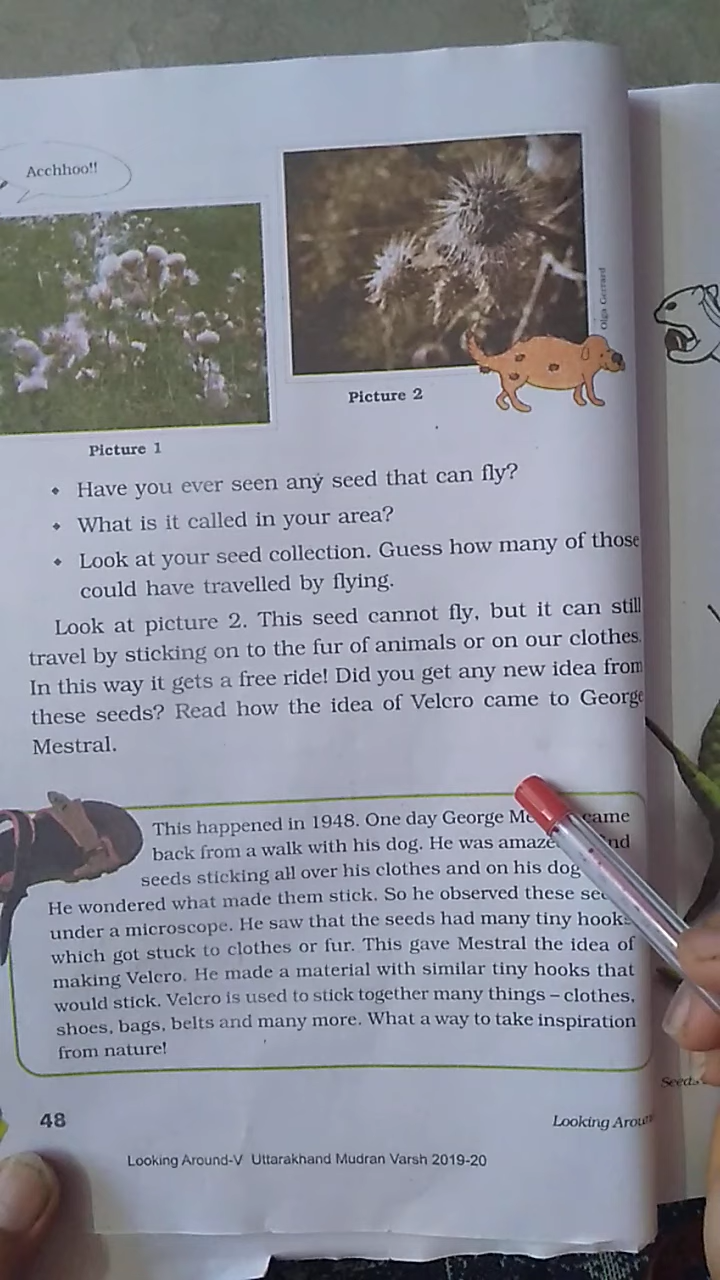 Acchhoo!!
Olga Gerrard
Picture 2
Picture 1
Have you ever seen any seed that can fly?
What is it called in your area?
Look at your seed collection. Guess how many of those
could have travelled by flying.
Look at picture 2. This seed cannot fly, but it can still
travel by sticking on to the fur of animals or on our clothes.
In this way it gets a free ride! Did you get any new idea from
these seeds? Read how the idea of Velcro came to George
Mestral.
This happened in 1948. One day George came
back from a walk with his dog. He was
seeds sticking all over his clothes and on his dog
He wondered what made them stick. So he observed these
under a microscope. He saw that the seeds had many tiny hooks
which got stuck to clothes or fur. This gave Mestral the idea of
making Velcro. He made a material with similar tiny hooks that
would stick. Velcro is used to stick together many things – clothes,
shoes, bags, belts and many more. What a way to take inspiration
from nature!
48
Looking
Looking Around-V Uttarakhand Mudran Varsh 2019-20